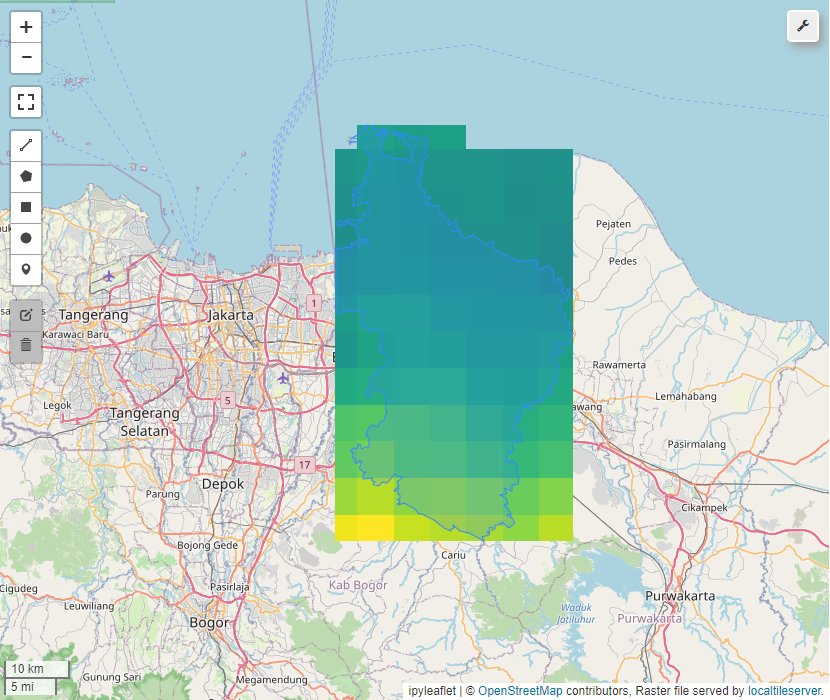 +
−
Pejaten
Pedes
Tangerang
Jakarta
1
Karawaci Baru
Rawamerta
Legok
5
Lemahabang
Tangerang
Selatan
awang
Pasirmalang
17
Depok
Parung
Cikampek
Bojong Gede
Cariu
Cigudeg
Pasirlaja
Kab Bogor
Purwakarta
Leuwiliang
Waduk
Jatiluhur
Purwakarta
Bogor
10 km
5 mi
Gunung Sari
Megamendung
ipyleaflet | © OpenStreetMap contributors, Raster file served by localtileserver.